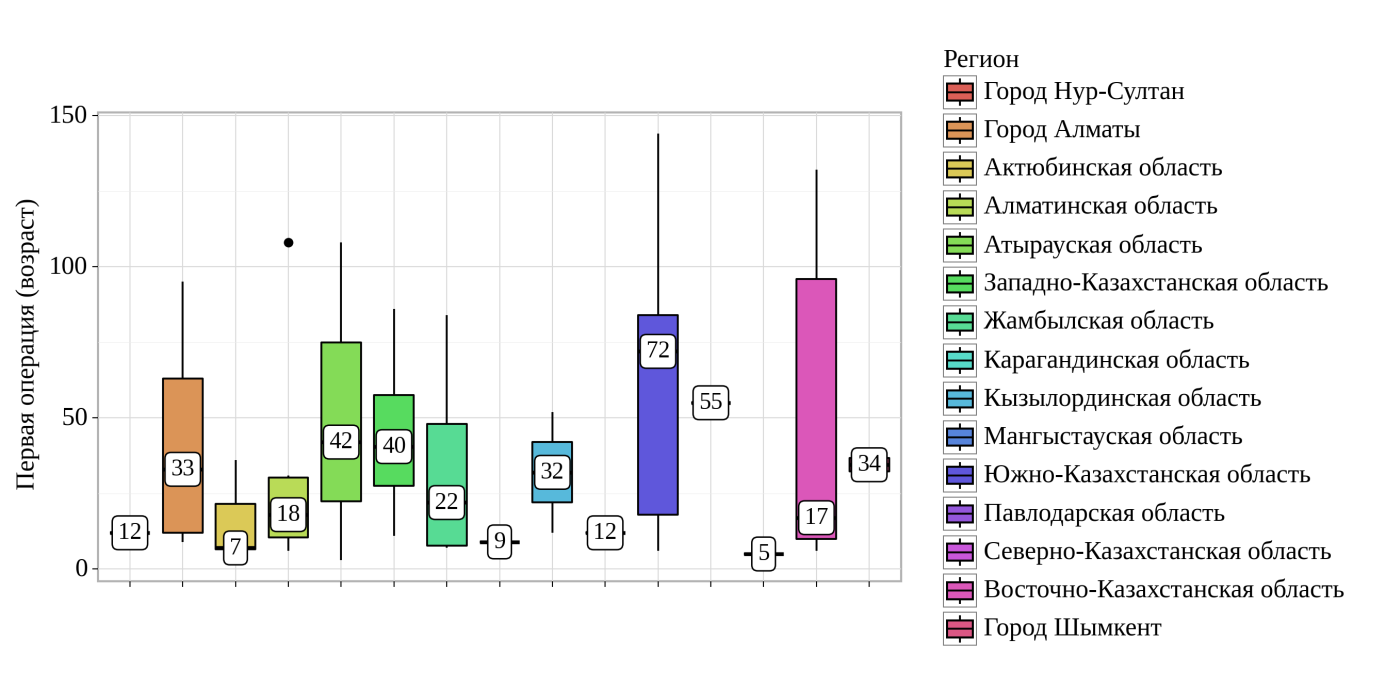 Регион
Город Нур-Султан
Город Алматы
Актюбинская область
Алматинская область
Атырауская область
Западно-Казахстанская область
Жамбылская область
Карагандинская область
Кызылординская область
Мангыстауская область
Южно-Казахстанская область
Павлодарская область
Северно-Казахстанская область
Восточно-Казахстанская область
Город Шымкент
Первая операция (возраст)
150
100
50
0
12
33
7
18
42
40
22
9
32
12
72
55
5
17
34